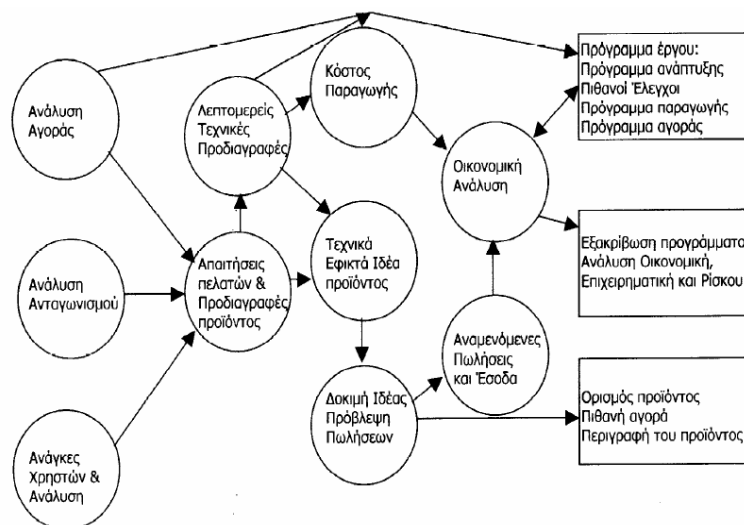 Ανάλυση
Αγοράς
Ανάλυση
Ανταγωνισμού
Ανάγκες
Χρηστών &
Ανάλυση
Λεπτομερείς
Τεχνικές
Προδιαγραφές
Απαιτήσεις
πελατών &
Προδιαγραφές
προϊόντος
Κόστος
Παραγωγής
Τεχνικά
Εφικτά Ιδέα
προϊόντος
Δοκιμή Ιδέας
Πρόβλεψη
Πωλήσεων
Οικονομική
Ανάλυση
Αναμενόμενες
Πωλήσεις
και Έσοδα
Πρόγραμμα έργου:
Πρόγραμμα ανάπτυξης
Πιθανοί Έλεγχοι
Πρόγραμμα παραγωγής
Πρόγραμμα αγοράς
Εξακρίβωση προγράμματο
Ανάλυση Οικονομική,
Επιχειρηματική και Ρίσκου
Ορισμός προϊόντος
Πιθανή αγορά
Περιγραφή του προϊόντος